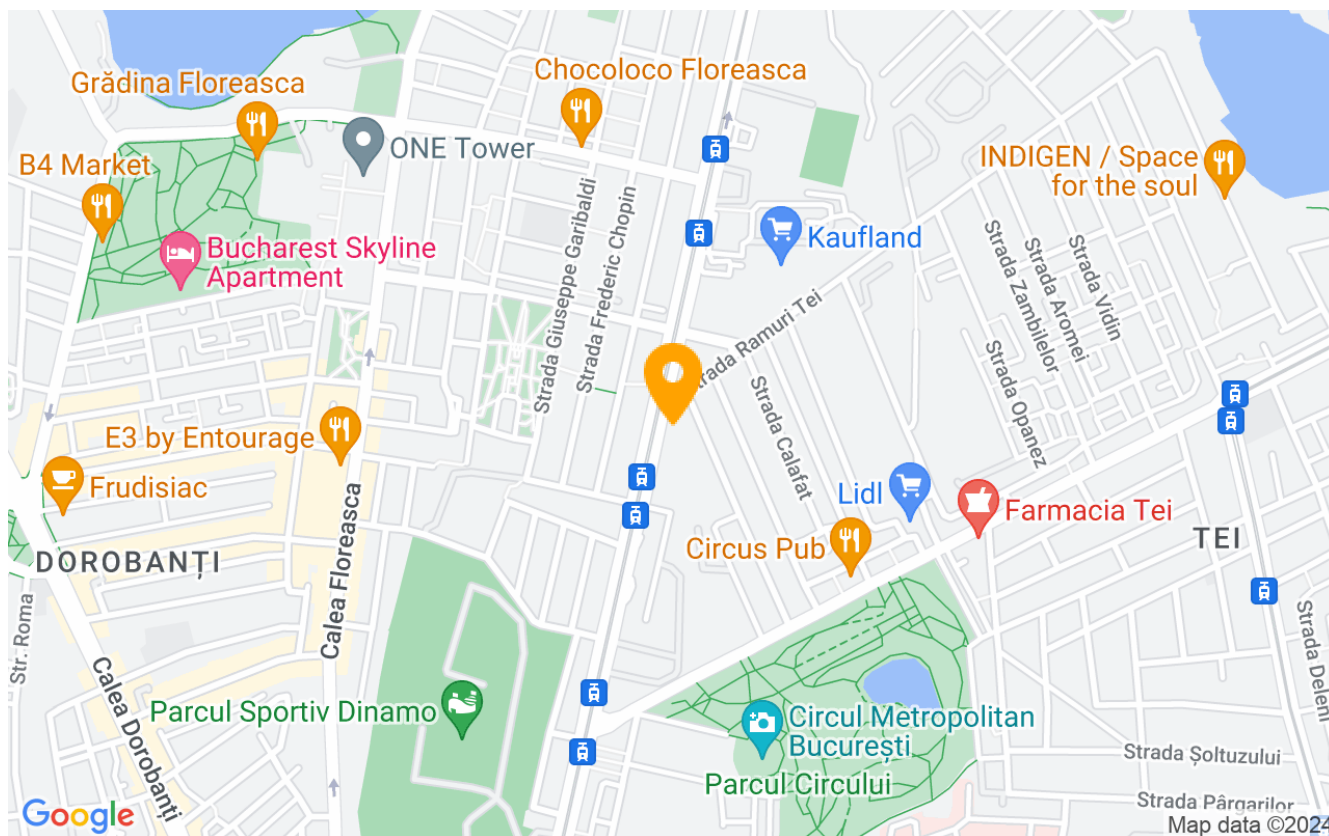 Grădina Floreasca
Chocoloco Floreasca
ONE Tower
B4 Market
INDIGEN / Space
for the soul
Bucharest Skyline
Apartment
Kaufland
Strada Giuseppe Garibaldi
Strada Frederic Chopin
Strada Ramuri Tei
Strada Zambilelor
Strada Aromei
Strada Vidin
Strada Opanez
Strada Calafat
E3 by Entourage
Frudisiac
Lidl
Farmacia Tei
Circus Pub
TEI
DOROBANȚI
Calea Floreasca
Str. Roma
Calea Dorobanți
Strada Deleni
Parcul Sportiv Dinamo
Circul Metropolitan
București
Parcul Circului
Strada Șoltuzului
Strada Pârgarilor
Google
Map data ©2024